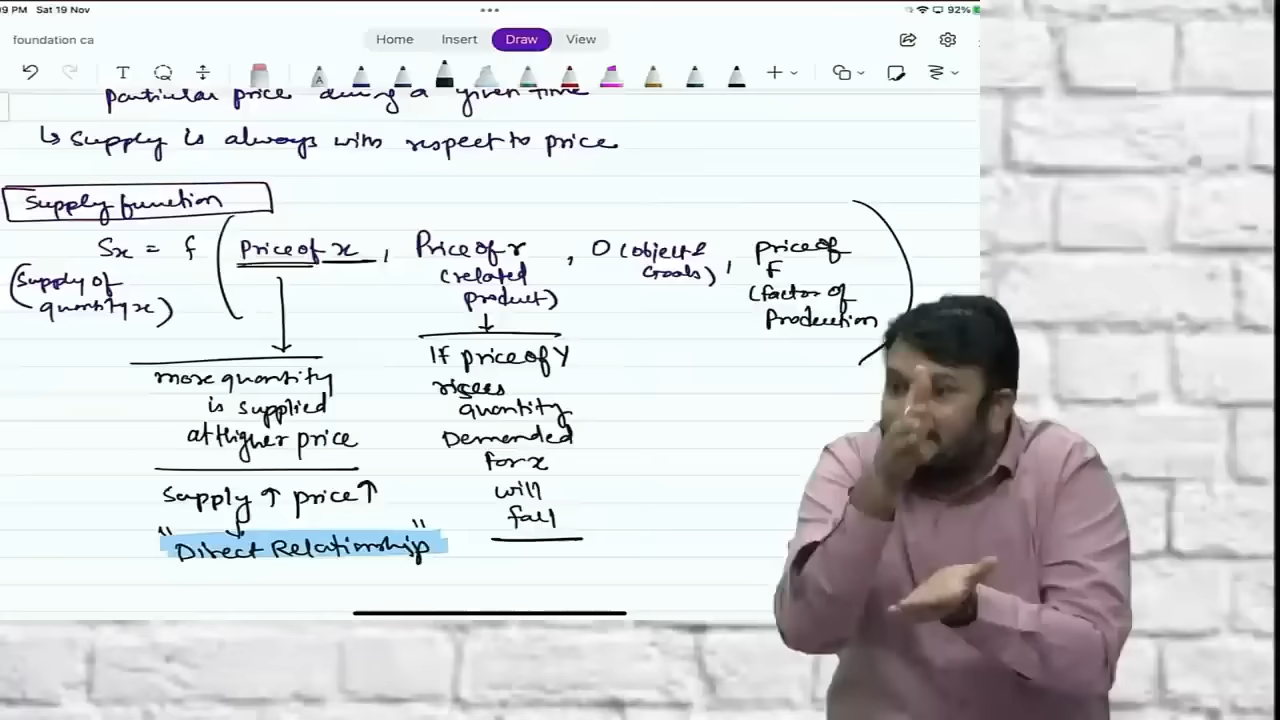 9 PM Sat 19 Nov
92%
foundation ca
Home Insert Draw View
particular price during a given time
↳ Supply is always with respect to price
Supply function
Sx = f ( Price of x , Price of r , O (object & , price of
(Supply of (related Goals) F
quantity x) product) (factor of
Production
If price of Y
more quantity rises
is supplied quantity
at Higher price Demanded
for x
Supply ↑ price ↑ will
fall
"Direct Relationship"